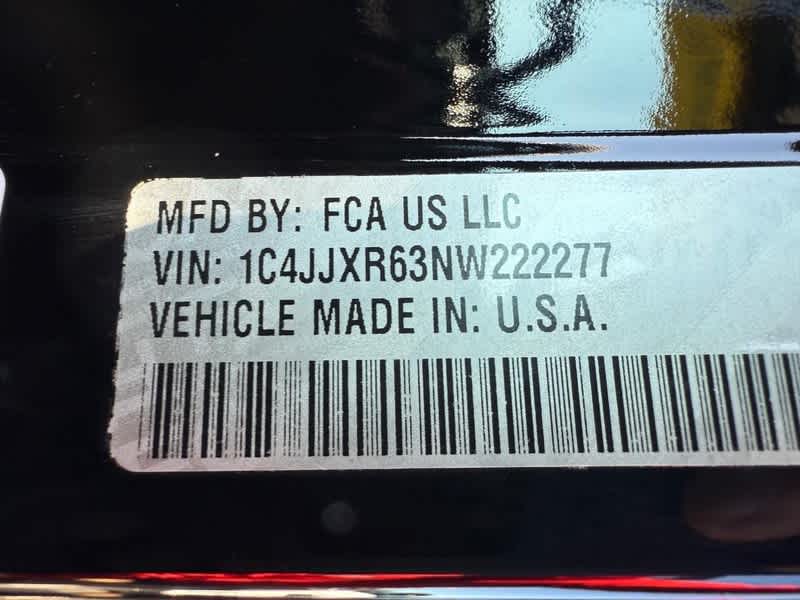 MFD BY: FCA US LLC
VIN: 1C4JJXR63NW222277
VEHICLE MADE IN: U.S.A.